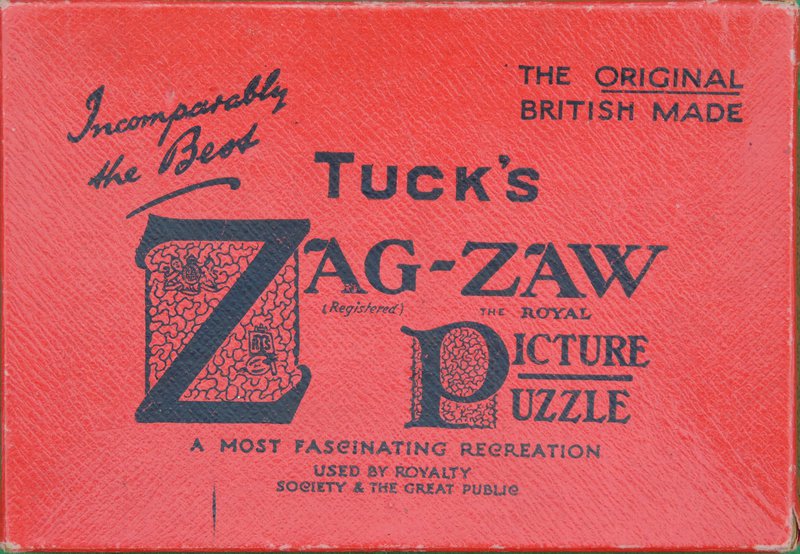 Incomparably
the Best
THE ORIGINAL
BRITISH MADE
TUCK'S
ZAG-ZAW
(Registered)
THE ROYAL
PICTURE
PUZZLE
A MOST FASCINATING RECREATION
USED BY ROYALTY
SOCIETY & THE GREAT PUBLIC